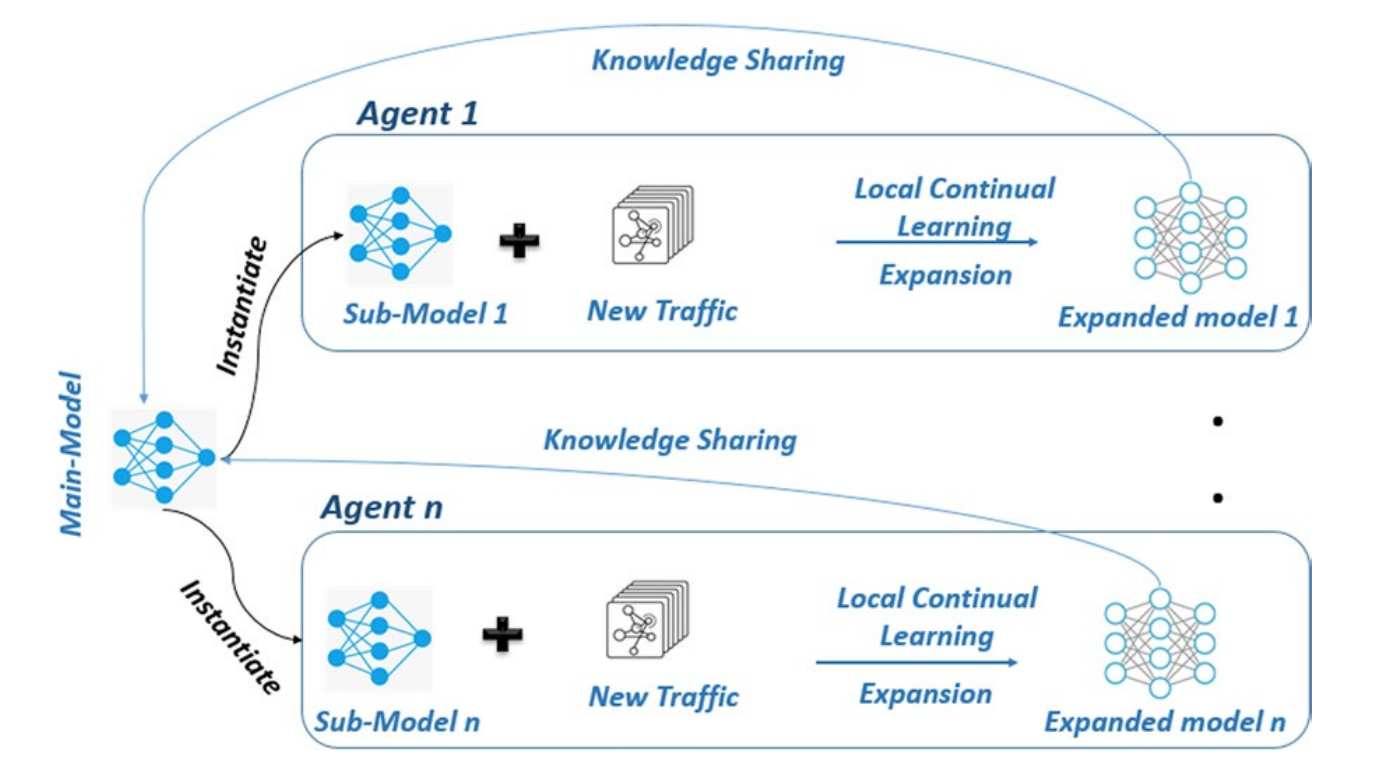 Knowledge Sharing
Agent 1
Local Continual
Learning
Expansion
Instantiate
Sub-Model 1
New Traffic
Expanded model 1
Main-Model
Knowledge Sharing
Agent n
Instantiate
Local Continual
Learning
Expansion
New Traffic
Sub-Model n
Expanded model n